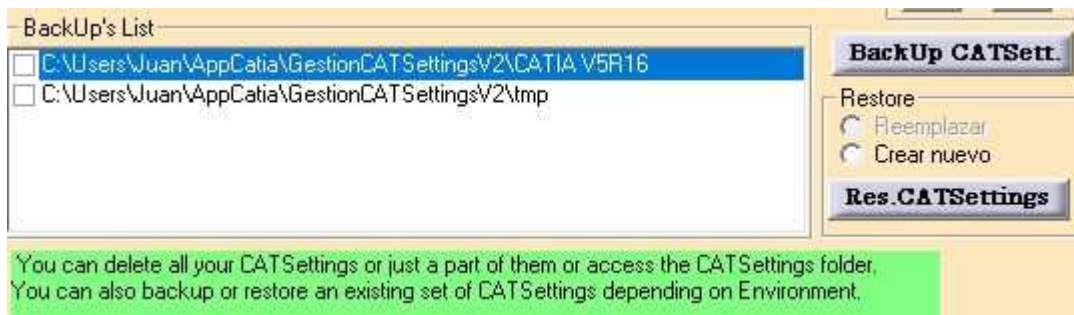 BackUp's List
BackUp CATSett.
C:\Users\Juan\AppCatia\GestionCATSettingsV2\CATIA V5R16
C:\Users\Juan\AppCatia\GestionCATSettingsV2\tmp
Restore
Reemplazar
Crear nuevo
Res.CATSettings
You can delete all your CATSettings or just a part of them or access the CATSettings folder.
You can also backup or restore an existing set of CATSettings depending on Environment.